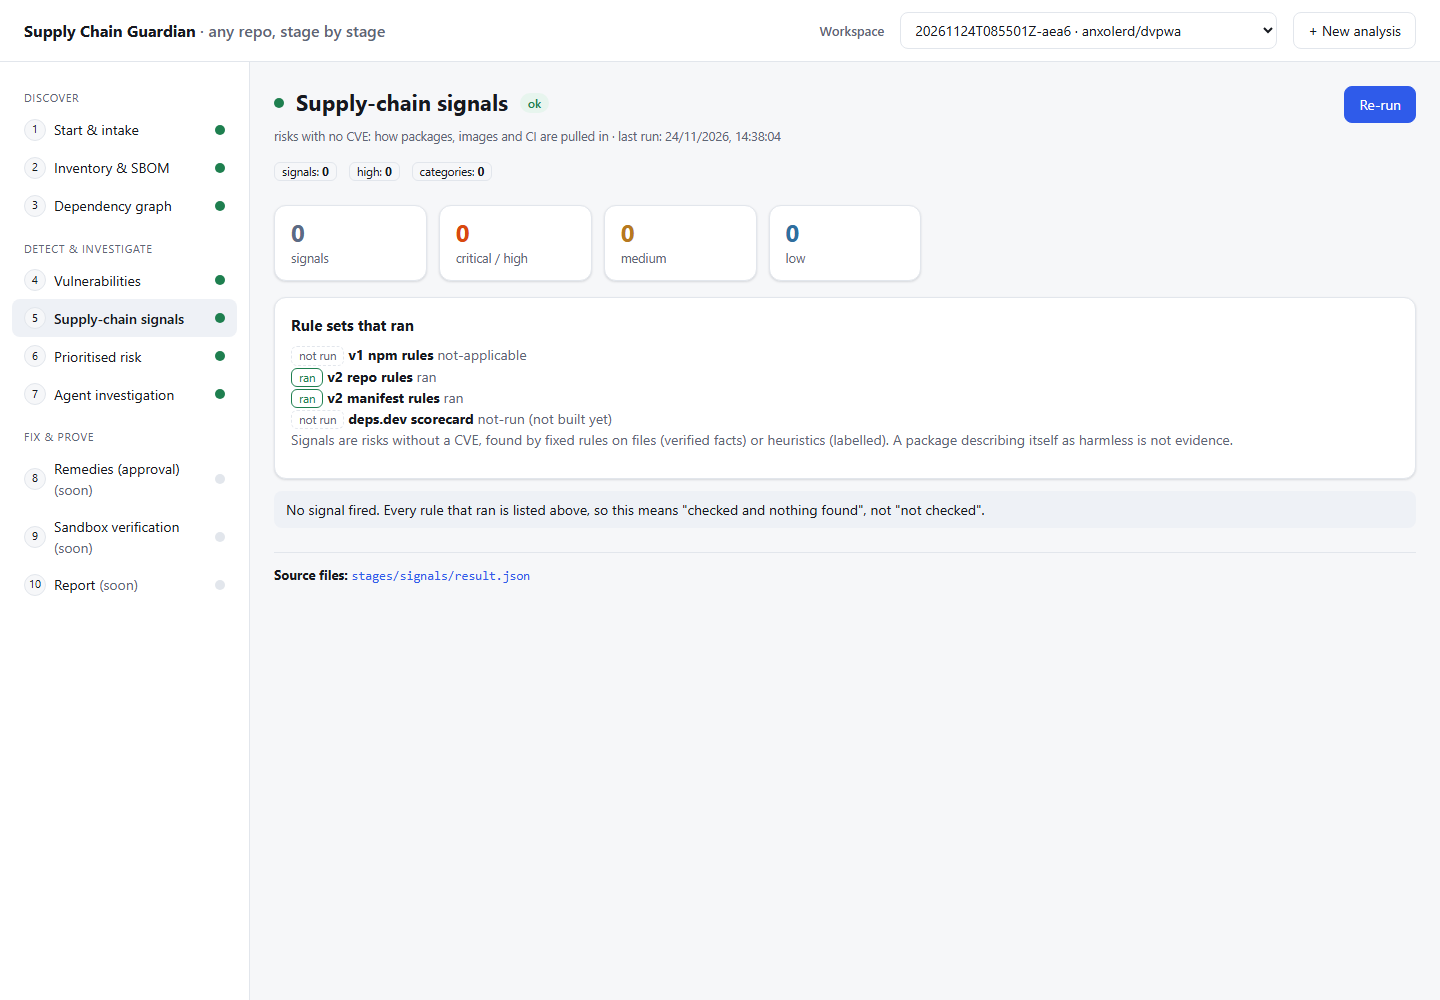 Supply Chain Guardian · any repo, stage by stage
Workspace
20261124T085501Z-aea6 · anxolerd/dvpwa
+ New analysis
DISCOVER
1 Start & intake
2 Inventory & SBOM
3 Dependency graph
DETECT & INVESTIGATE
4 Vulnerabilities
5 Supply-chain signals
6 Prioritised risk
7 Agent investigation
FIX & PROVE
8 Remedies (approval)
(soon)
9 Sandbox verification
(soon)
10 Report (soon)
Supply-chain signals ok
Re-run
risks with no CVE: how packages, images and CI are pulled in · last run: 24/11/2026, 14:38:04
signals: 0 high: 0 categories: 0
0
signals
0
critical / high
0
medium
0
low
Rule sets that ran
not run v1 npm rules not-applicable
ran v2 repo rules ran
ran v2 manifest rules ran
not run deps.dev scorecard not-run (not built yet)
Signals are risks without a CVE, found by fixed rules on files (verified facts) or heuristics (labelled). A package describing itself as harmless is not evidence.
No signal fired. Every rule that ran is listed above, so this means "checked and nothing found", not "not checked".
Source files: stages/signals/result.json